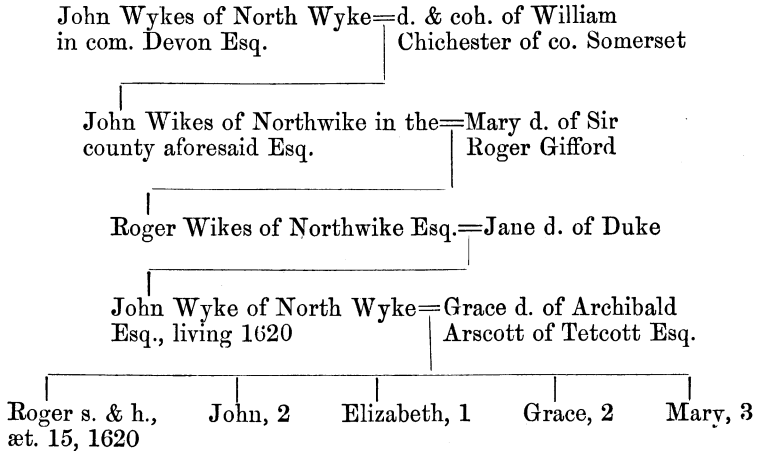 John Wykes of North Wyke=d. & coh. of William
in com. Devon Esq. Chichester of co. Somerset
John Wikes of Northwike in the=Mary d. of Sir
county aforesaid Esq. Roger Gifford
Roger Wikes of Northwike Esq.=Jane d. of Duke
John Wyke of North Wyke=Grace d. of Archibald
Esq., living 1620 Arscott of Tetcott Esq.
Roger s. & h., John, 2 Elizabeth, 1 Grace, 2 Mary, 3
æt. 15, 1620